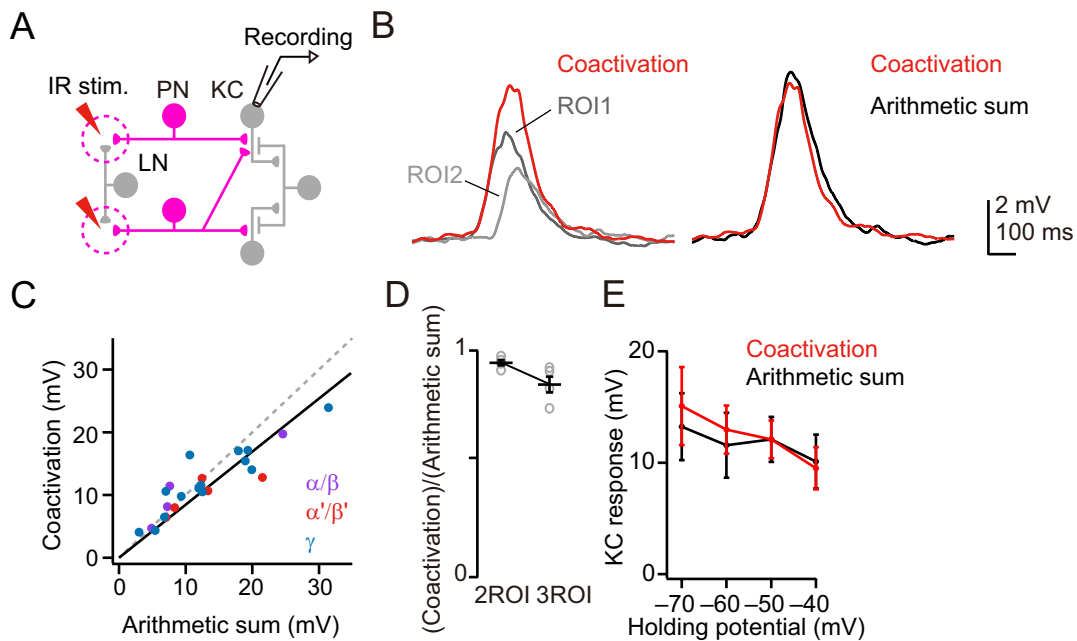 A
Recording
IR stim.
PN
KC
LN
B
Coactivation
ROI1
ROI2
Coactivation
Arithmetic sum
2 mV
100 ms
C
Coactivation (mV)
30
20
10
0
0
10
20
30
Arithmetic sum (mV)
α/β
α'/β'
γ
D
(Coactivation)/(Arithmetic sum)
1
0
2ROI
3ROI
E
Coactivation
Arithmetic sum
KC response (mV)
20
10
0
–70
–60
–50
–40
Holding potential (mV)